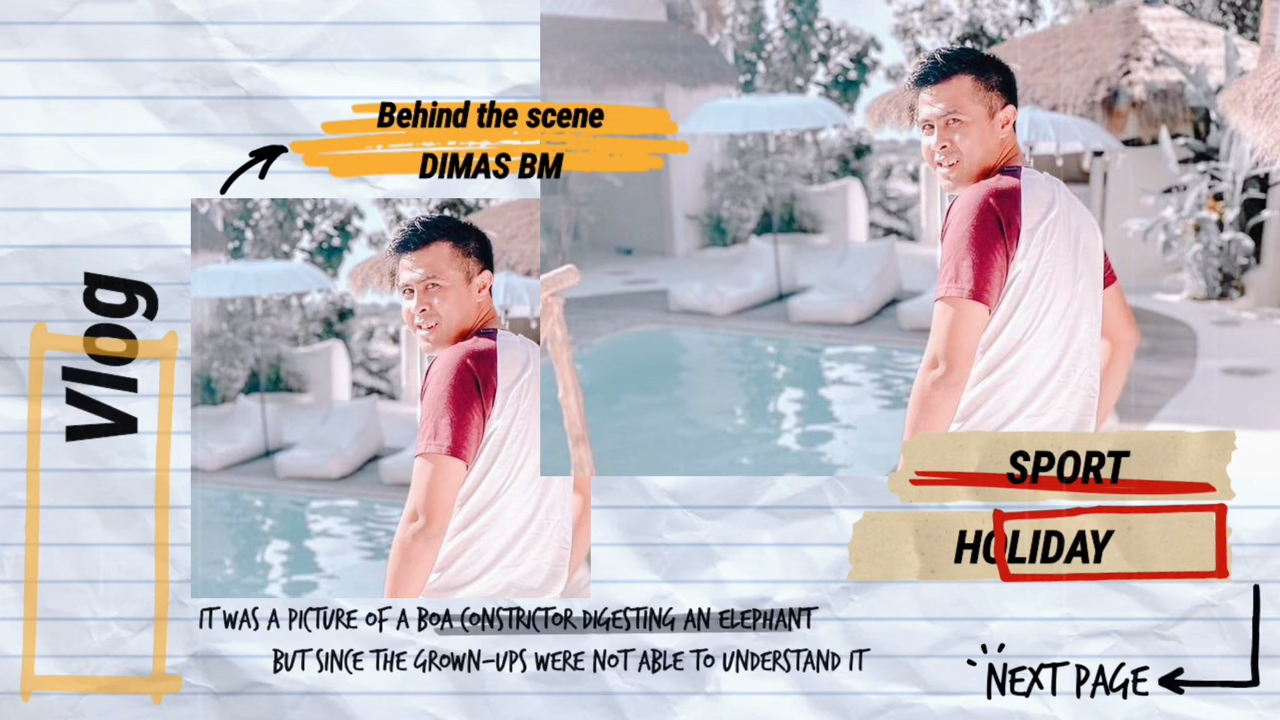 Behind the scene
DIMAS BM
Vlog
SPORT
HOLIDAY
IT WAS A PICTURE OF A BOA CONSTRICTOR DIGESTING AN ELEPHANT
BUT SINCE THE GROWN-UPS WERE NOT ABLE TO UNDERSTAND IT
NEXT PAGE